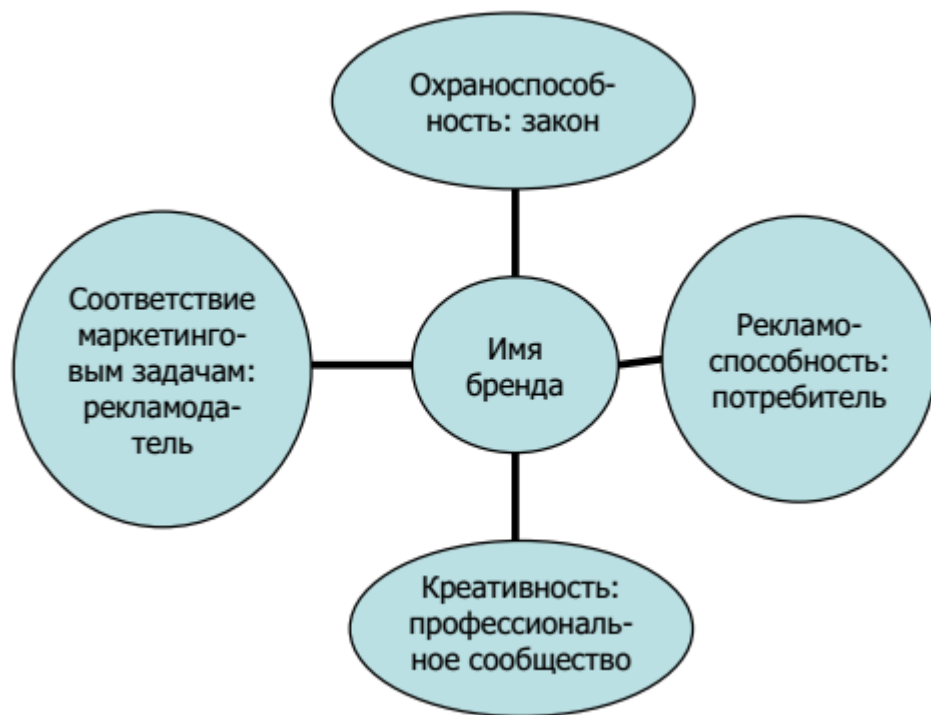 Охраноспособ-
ность: закон
Соответствие
маркетинго-
вым задачам:
рекламода-
тель
Имя
бренда
Рекламо-
способность:
потребитель
Креативность:
профессиональ-
ное сообщество